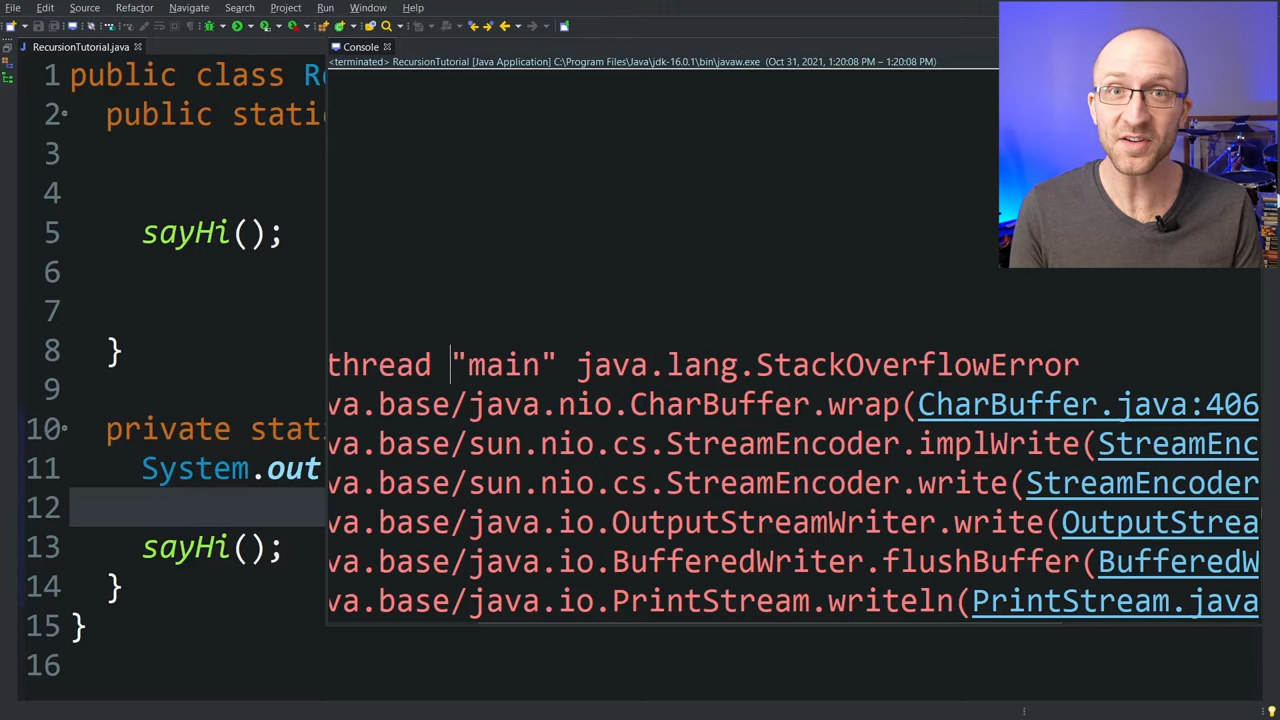 File Edit Source Refactor Navigate Search Project Run Window Help
RecursionTutorial.java
Console
<terminated> RecursionTutorial [Java Application] C:\Program Files\Java\jdk-16.0.1\bin\javaw.exe (Oct 31, 2021, 1:20:08 PM – 1:20:08 PM)
1 public class Re
2 public static
3
4
5 sayHi();
6
7
8 }
9
10 private stati
11 System.out
12
13 sayHi();
14 }
15 }
16
thread "main" java.lang.StackOverflowError
va.base/java.nio.CharBuffer.wrap(CharBuffer.java:406
va.base/sun.nio.cs.StreamEncoder.implWrite(StreamEnc
va.base/sun.nio.cs.StreamEncoder.write(StreamEncoder
va.base/java.io.OutputStreamWriter.write(OutputStrea
va.base/java.io.BufferedWriter.flushBuffer(BufferedW
va.base/java.io.PrintStream.writeln(PrintStream.java